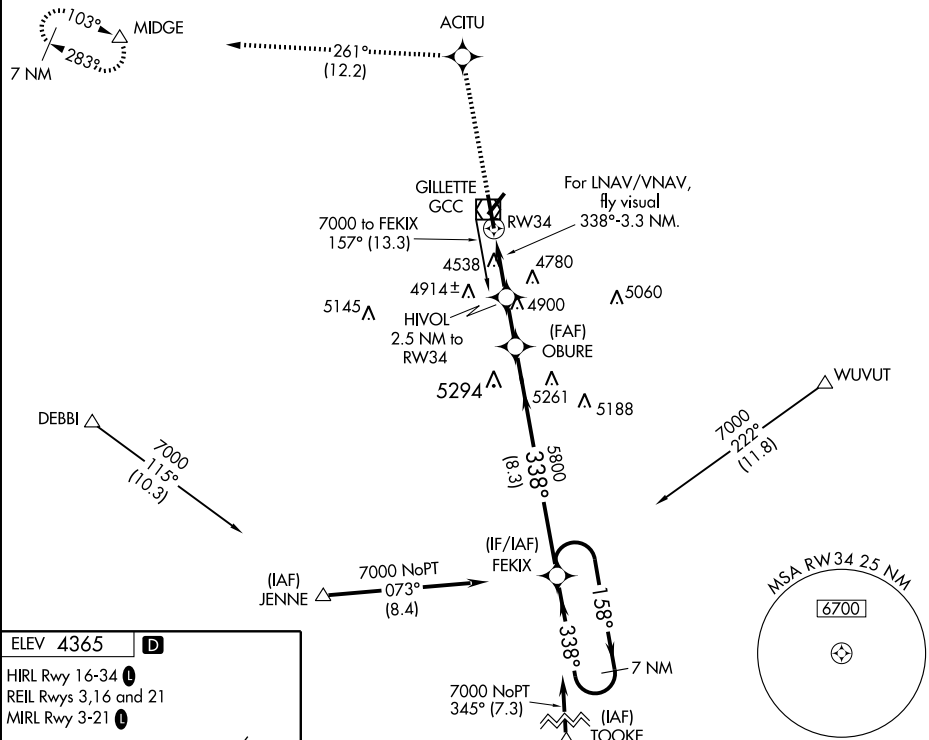 103°
MIDGE
283°
7 NM
ACITU
261°
(12.2)
GILLETTE
GCC
RW34
For LNAV/VNAV,
fly visual
338°-3.3 NM.
7000 to FEKIX
157° (13.3)
4538
4780
4914±
4900
5060
5145
HIVOL
2.5 NM to
RW34
(FAF)
OBURE
5294
5261
5188
WUVUT
7000
222°
(11.8)
DEBBI
7000
115°
(10.3)
5800
338°
(8.3)
(IF/IAF)
FEKIX
(IAF)
JENNE
7000 NoPT
073°
(8.4)
158°
338°
7 NM
7000 NoPT
345° (7.3)
(IAF)
TOOKE
MSA RW34 25 NM
6700
ELEV 4365 D
HIRL Rwy 16-34 L
REIL Rwys 3,16 and 21
MIRL Rwy 3-21 L